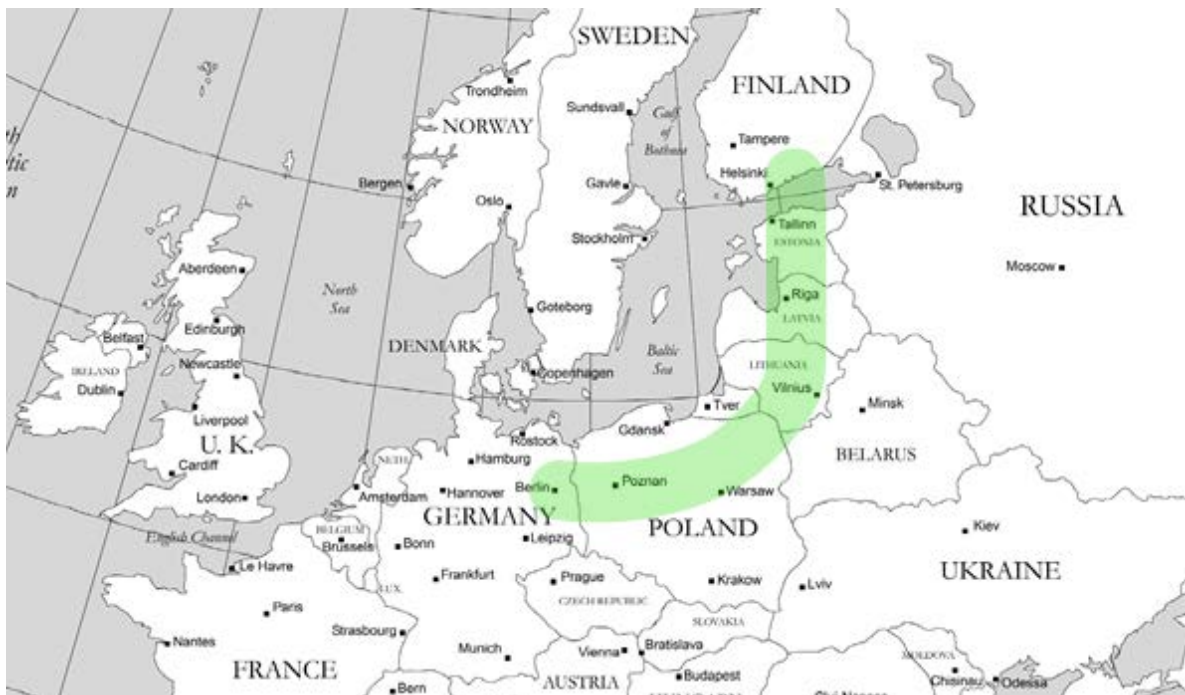 SWEDEN
FINLAND
Trondheim
NORWAY
Sundsvall
Gulf
of
Bothnia
Tampere
Helsinki
St. Petersburg
Bergen
Gavle
Oslo
Stockholm
Tallinn
ESTONIA
RUSSIA
Moscow
Aberdeen
North
Sea
Goteborg
Riga
LATVIA
Edinburgh
Belfast
DENMARK
Baltic
Sea
LITHUANIA
IRELAND
Newcastle
Copenhagen
Dublin
Vilnius
Liverpool
Tver
Minsk
U. K.
Gdansk
Rostock
BELARUS
Cardiff
NETH.
Hamburg
London
Amsterdam
Hannover
Berlin
Poznan
Warsaw
GERMANY
POLAND
English Channel
BELGIUM
Brussels
Bonn
Leipzig
Kiev
Le Havre
LUX.
Frankfurt
Prague
Krakow
Lviv
UKRAINE
CZECH REPUBLIC
Paris
SLOVAKIA
Nantes
Strasbourg
Munich
Vienna
Bratislava
MOLDOVA
FRANCE
Bern
AUSTRIA
Budapest
Chisinau
Odessa